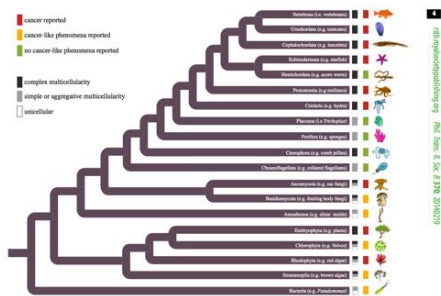 cancer reported
cancer-like phenomena reported
no cancer-like phenomena reported
complex multicellularity
simple or aggregative multicellularity
unicellular
Vertebrata (i.e. vertebrates)
Urochordata (e.g. tunicates)
Cephalochordata (e.g. lancelets)
Echinodermata (e.g. starfish)
Hemichordata (e.g. acorn worm)
Protostomia (e.g. molluscs)
Cnidaria (e.g. hydra)
Placozoa (i.e. Trichoplax)
Porifera (e.g. sponges)
Ctenophora (e.g. comb jellies)
Choanoflagellata (e.g. collared flagellates)
Ascomycota (e.g. sac fungi)
Basidiomycota (e.g. fruiting body fungi)
Amoebozoa (e.g. slime molds)
Embryophyta (e.g. plants)
Chlorophyta (e.g. Volvox)
Rhodophyta (e.g. red algae)
Stramenopila (e.g. brown algae)
Bacteria (e.g. Pseudomonas)
4
rstb.royalsocietypublishing.org
Phil. Trans. R. Soc. B 370: 20140219